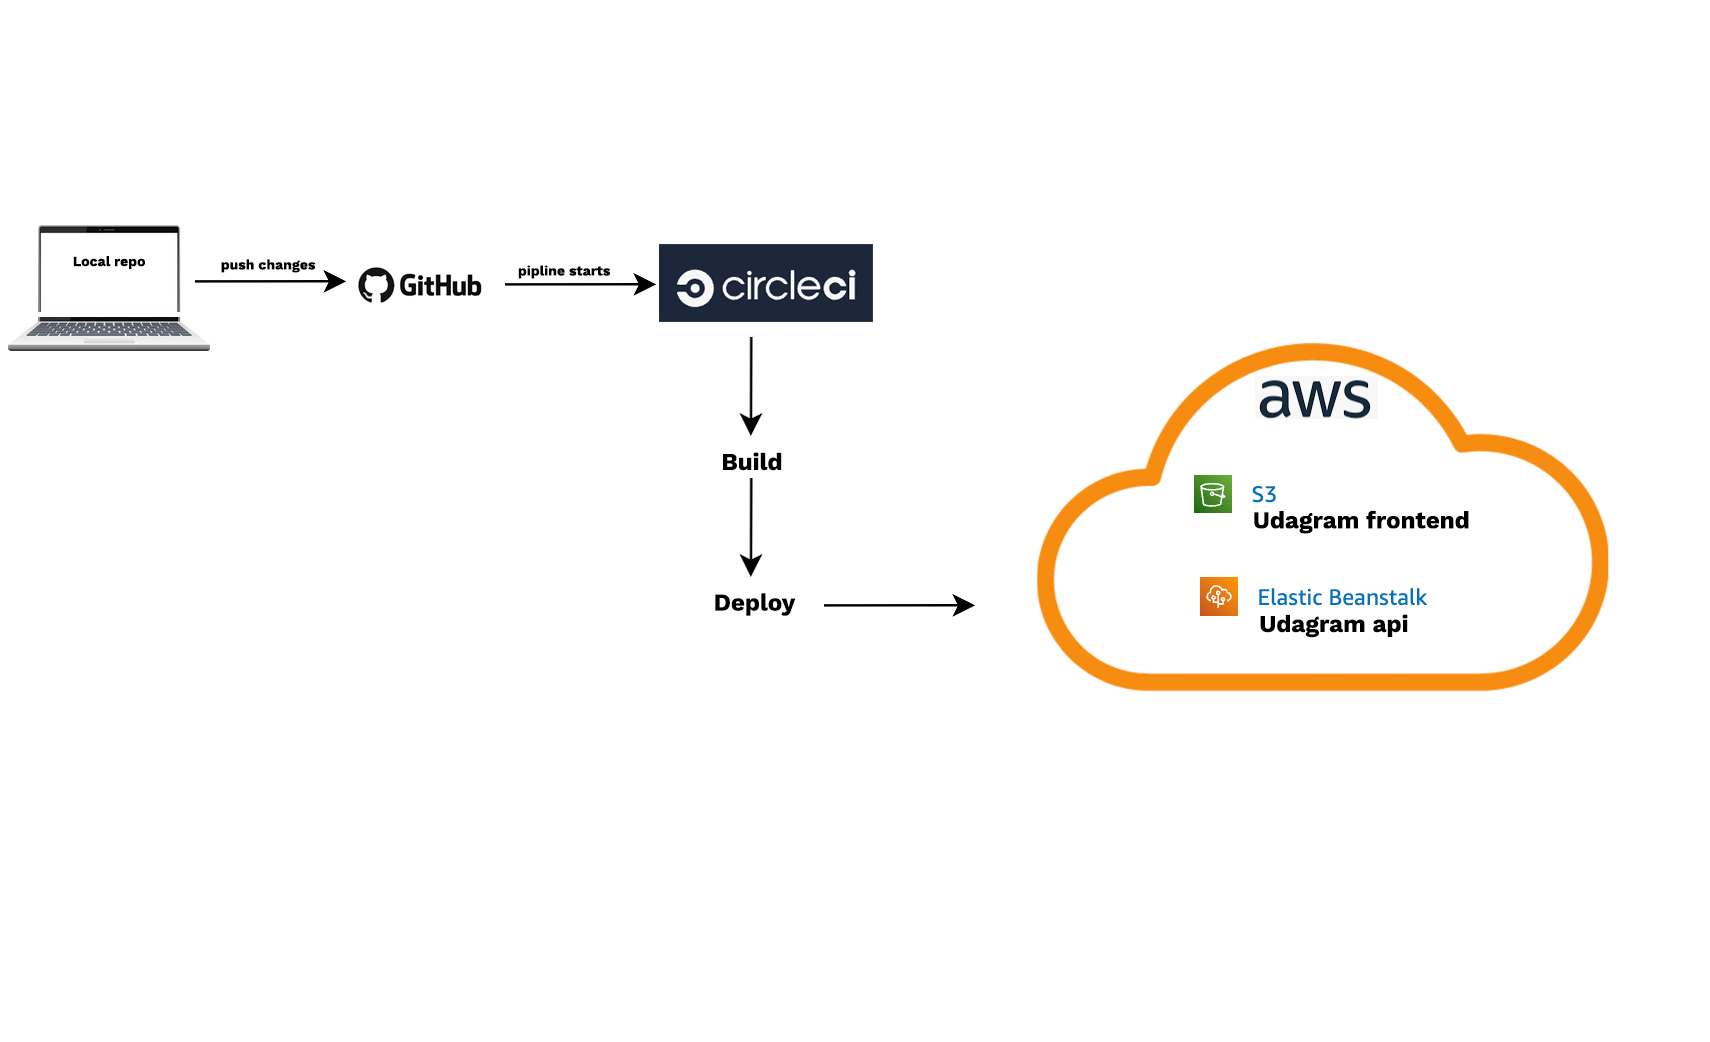 Local repo
push changes
GitHub
pipline starts
circleci
Build
Deploy
aws
S3
Udagram frontend
Elastic Beanstalk
Udagram api